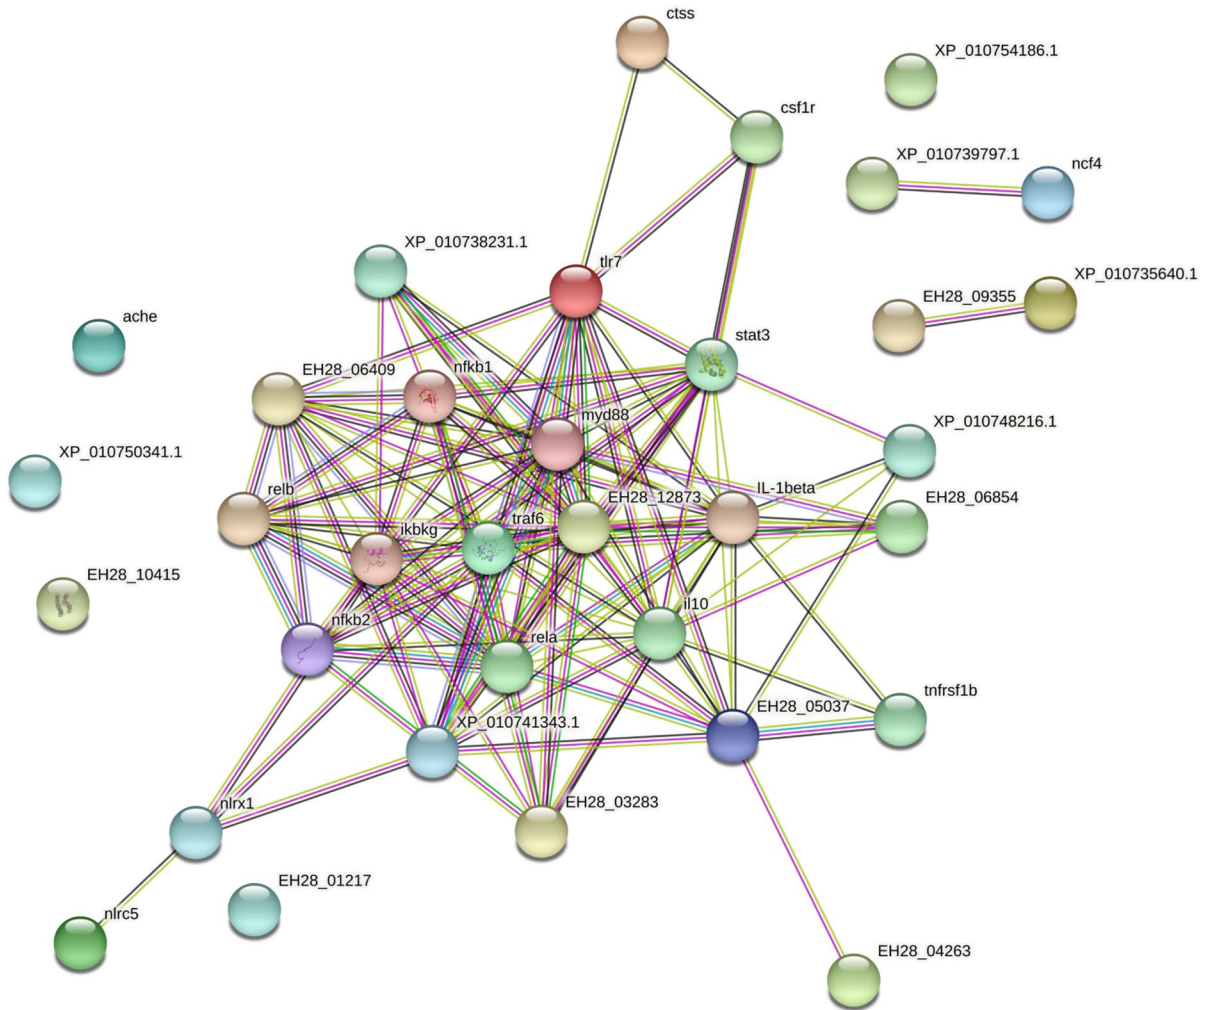 ctss
XP_010754186.1
csf1r
XP_010739797.1
ncf4
XP_010738231.1
tlr7
XP_010735640.1
EH28_09355
ache
stat3
EH28_06409
nfkb1
myd88
XP_010748216.1
XP_010750341.1
relb
EH28_12873
IL-1beta
EH28_06854
ikbkg
traf6
EH28_10415
il10
nfkb2
rela
tnfrsf1b
EH28_05037
XP_010741343.1
nlrx1
EH28_03283
EH28_01217
nlrc5
EH28_04263